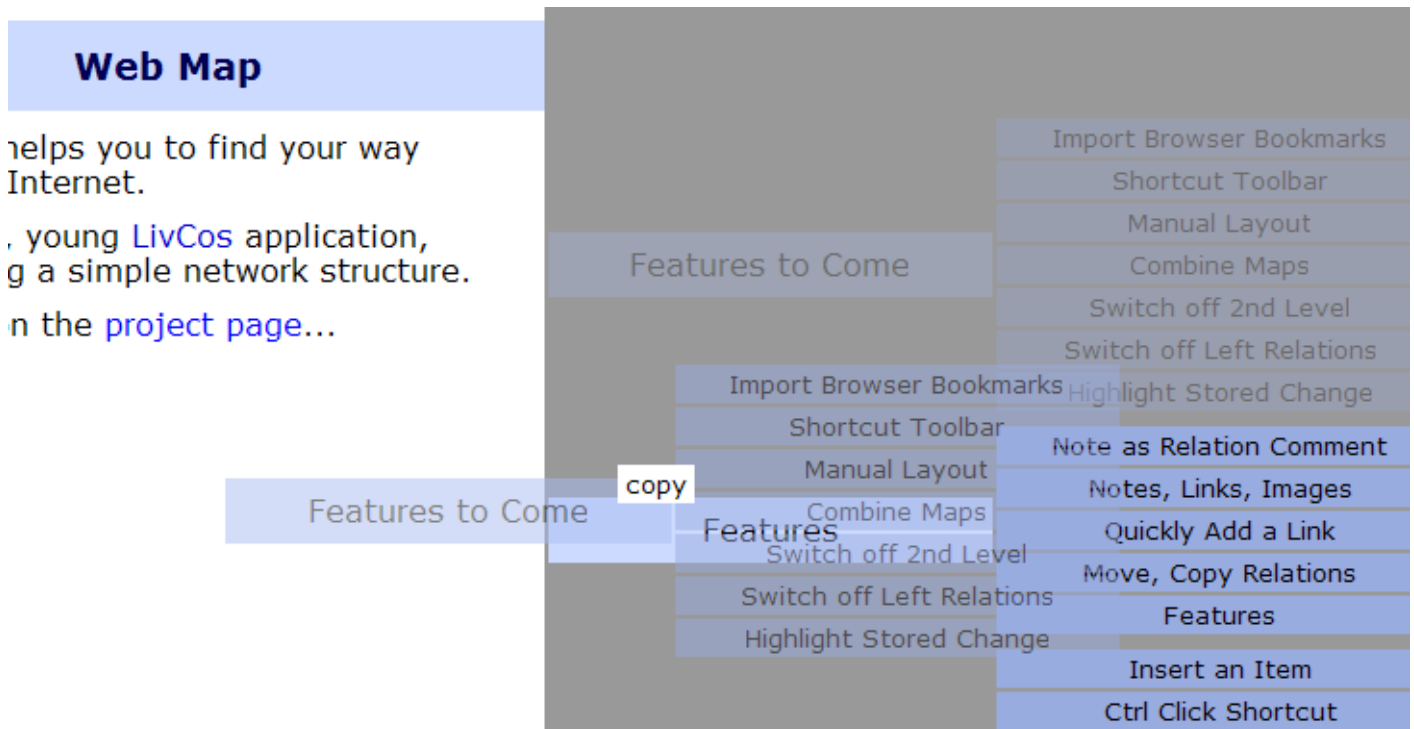 Web Map
helps you to find your way
Internet.
, young LivCos application,
g a simple network structure.
n the project page...
Features to Come
Import Browser Bookmarks
Shortcut Toolbar
Manual Layout
Combine Maps
Switch off 2nd Level
Switch off Left Relations
Highlight Stored Change
Features to Come
copy
Import Browser Bookmarks
Shortcut Toolbar
Manual Layout
Combine Maps
Switch off 2nd Level
Switch off Left Relations
Highlight Stored Change
Features
Note as Relation Comment
Notes, Links, Images
Quickly Add a Link
Move, Copy Relations
Features
Insert an Item
Ctrl Click Shortcut